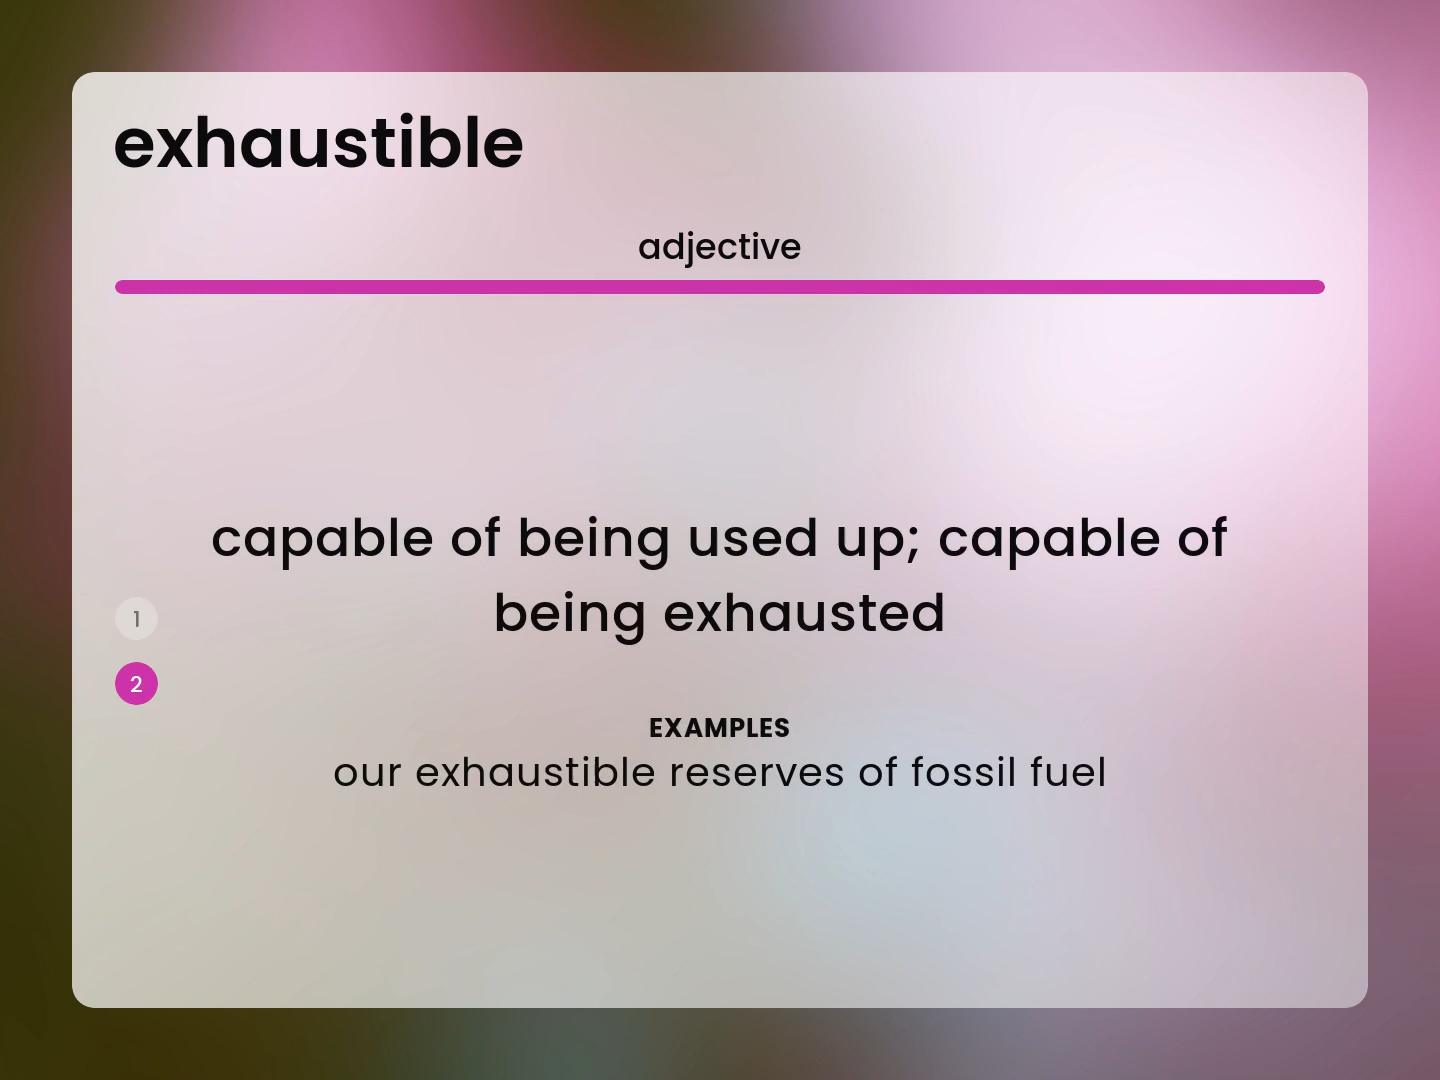 exhaustible
adjective
capable of being used up; capable of
being exhausted
1
2
EXAMPLES
our exhaustible reserves of fossil fuel